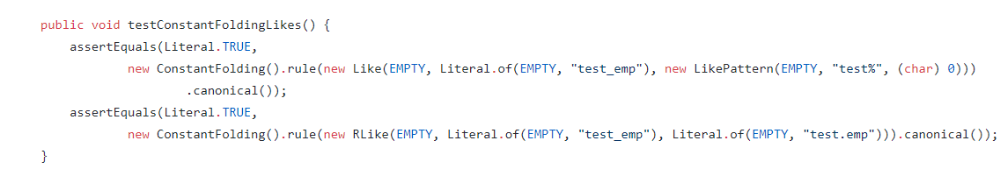 public void testConstantFoldingLikes() {
assertEquals(Literal.TRUE,
new ConstantFolding().rule(new Like(EMPTY, Literal.of(EMPTY, "test_emp"), new LikePattern(EMPTY, "test%", (char) 0)))
.canonical());
assertEquals(Literal.TRUE,
new ConstantFolding().rule(new RLike(EMPTY, Literal.of(EMPTY, "test_emp"), Literal.of(EMPTY, "test.emp"))).canonical());
}